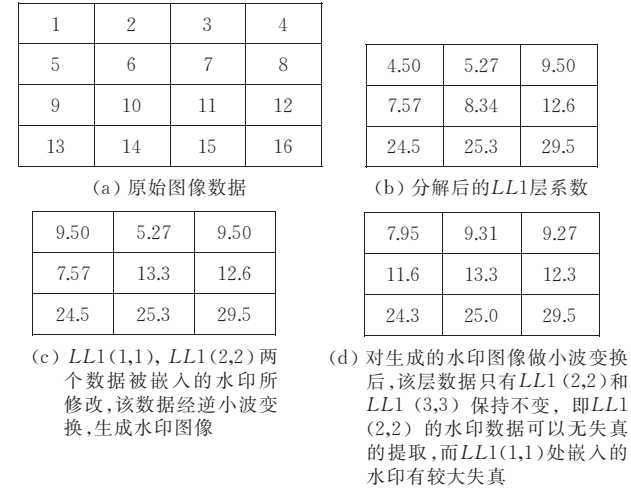 1 2 3 4
5 6 7 8
9 10 11 12
13 14 15 16
(a) 原始图像数据
4.50 5.27 9.50
7.57 8.34 12.6
24.5 25.3 29.5
(b) 分解后的LL1层系数
9.50 5.27 9.50
7.57 13.3 12.6
24.5 25.3 29.5
(c) LL1(1,1), LL1(2,2)两
个数据被嵌入的水印所
修改,该数据经逆小波变
换,生成水印图像
7.95 9.31 9.27
11.6 13.3 12.3
24.3 25.0 29.5
(d) 对生成的水印图像做小波变换
后,该层数据只有LL1 (2,2)和
LL1 (3,3) 保持不变, 即LL1
(2,2) 的水印数据可以无失真
的提取,而LL1(1,1)处嵌入的
水印有较大失真